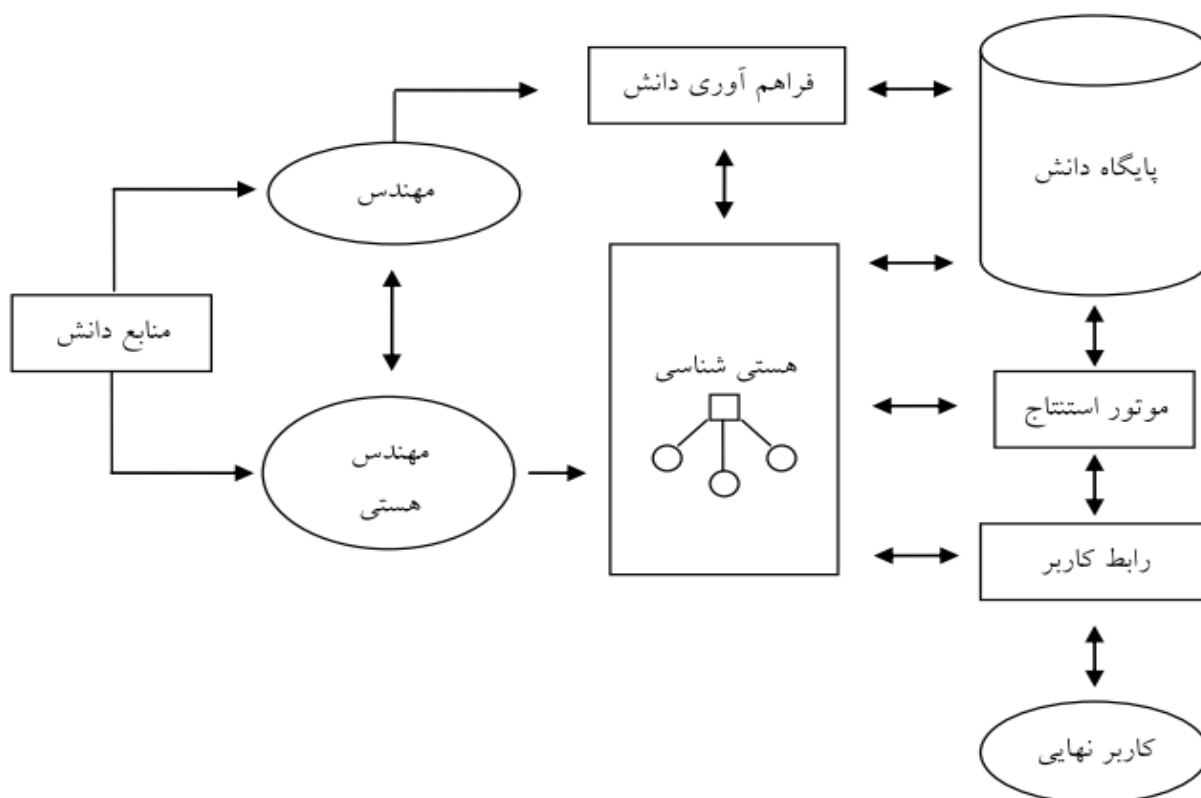 فراهم آوری دانش
پایگاه دانش
مهندس
منابع دانش
هستی شناسی
موتور استنتاج
مهندس
هستی
رابط کاربر
کاربر نهایی